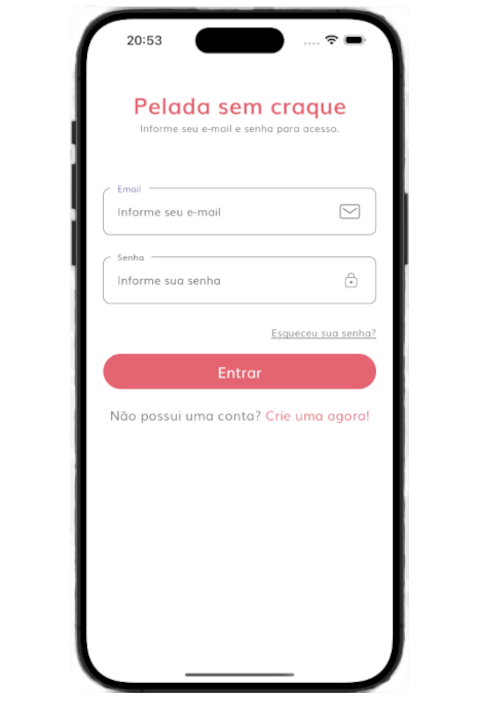 20:53
Pelada sem craque
Informe seu e-mail e senha para acesso.
Email
Informe seu e-mail
Senha
Informe sua senha
Esqueceu sua senha?
Entrar
Não possui uma conta? Crie uma agora!